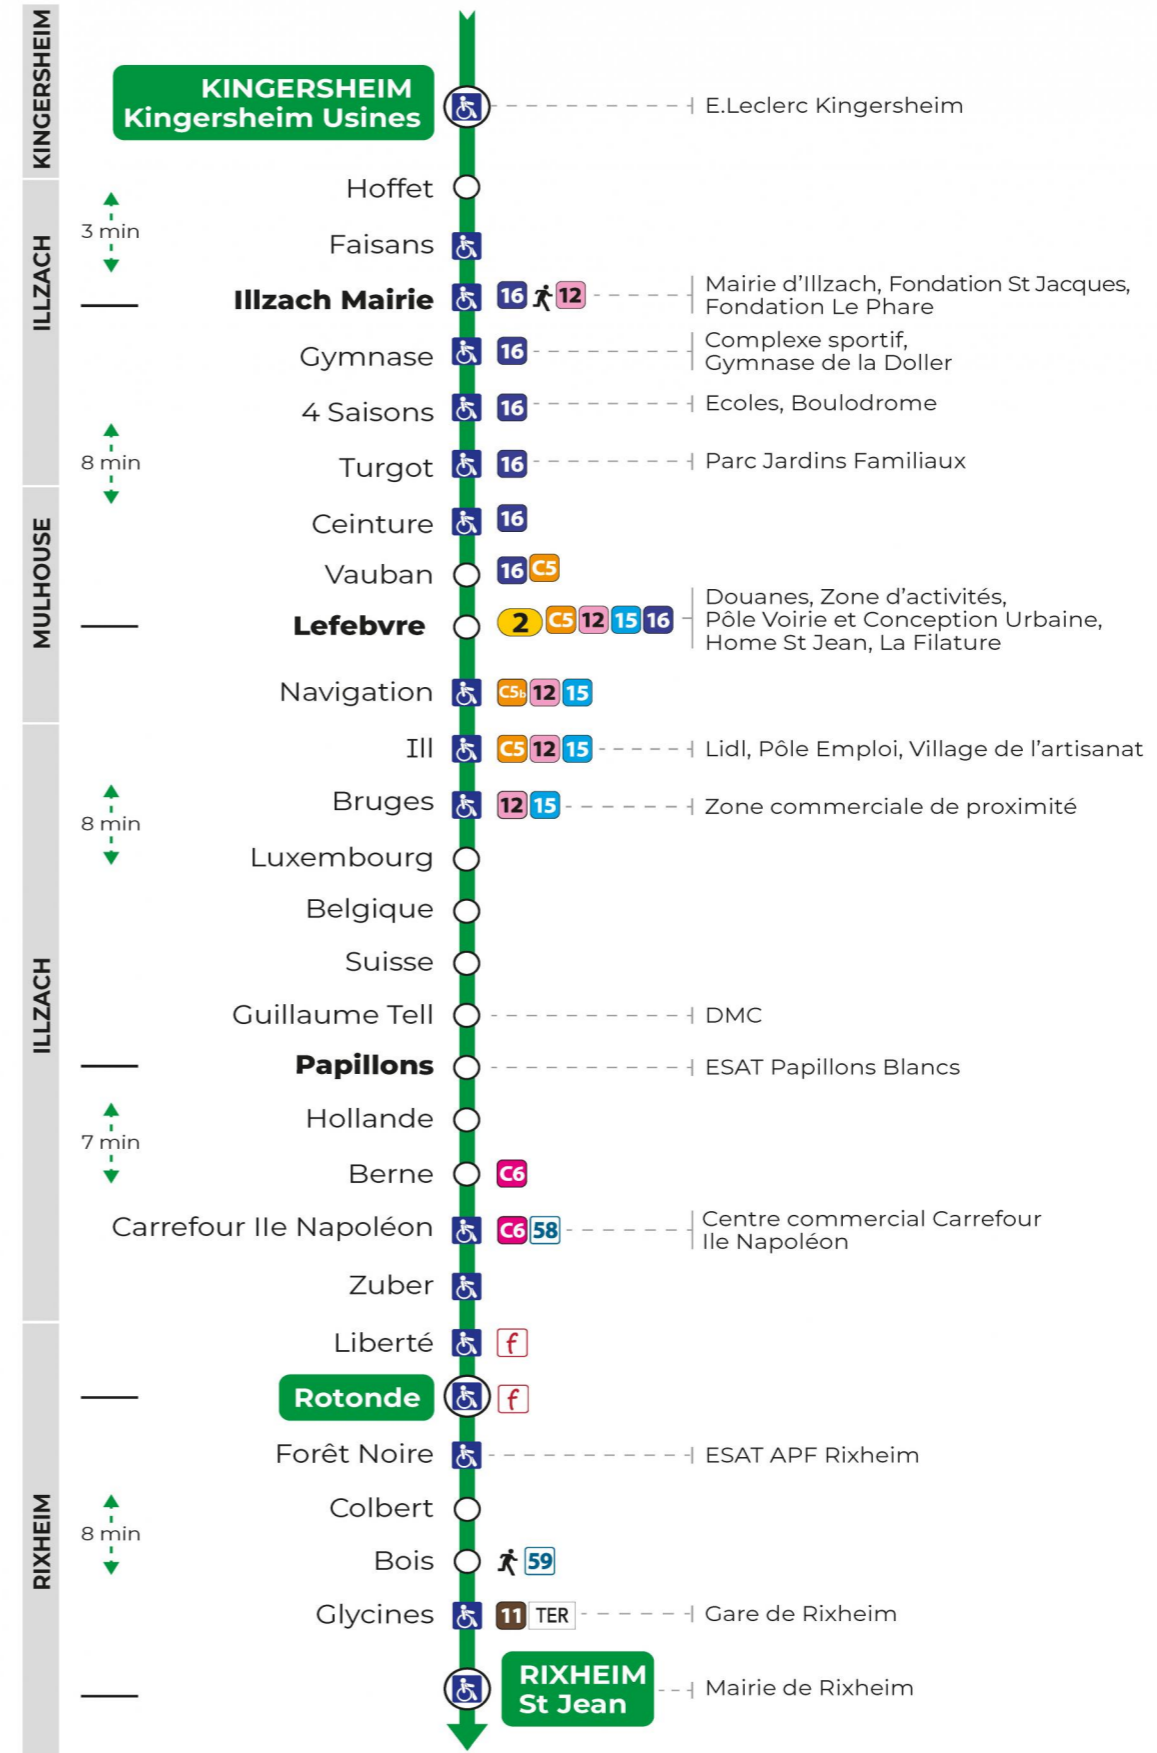 KINGERSHEIM
KINGERSHEIM
Kingersheim Usines
E.Leclerc Kingersheim
ILLZACH
Hoffet
3 min
Faisans
Illzach Mairie
16 12
Mairie d'Illzach, Fondation St Jacques,
Fondation Le Phare
Gymnase
16
Complexe sportif,
Gymnase de la Doller
4 Saisons
16
Ecoles, Boulodrome
8 min
Turgot
16
Parc Jardins Familiaux
MULHOUSE
Ceinture
16
Vauban
16 C5
Lefebvre
2 C5 12 15 16
Douanes, Zone d'activités,
Pôle Voirie et Conception Urbaine,
Home St Jean, La Filature
Navigation
C5b 12 15
ILLZACH
Ill
C5 12 15
Lidl, Pôle Emploi, Village de l'artisanat
8 min
Bruges
12 15
Zone commerciale de proximité
Luxembourg
Belgique
Suisse
Guillaume Tell
DMC
Papillons
ESAT Papillons Blancs
Hollande
7 min
Berne
C6
Carrefour Ile Napoléon
C6 58
Centre commercial Carrefour
Ile Napoléon
Zuber
RIXHEIM
Liberté
f
Rotonde
f
Forêt Noire
ESAT APF Rixheim
Colbert
8 min
Bois
59
Glycines
11 TER
Gare de Rixheim
RIXHEIM
St Jean
Mairie de Rixheim